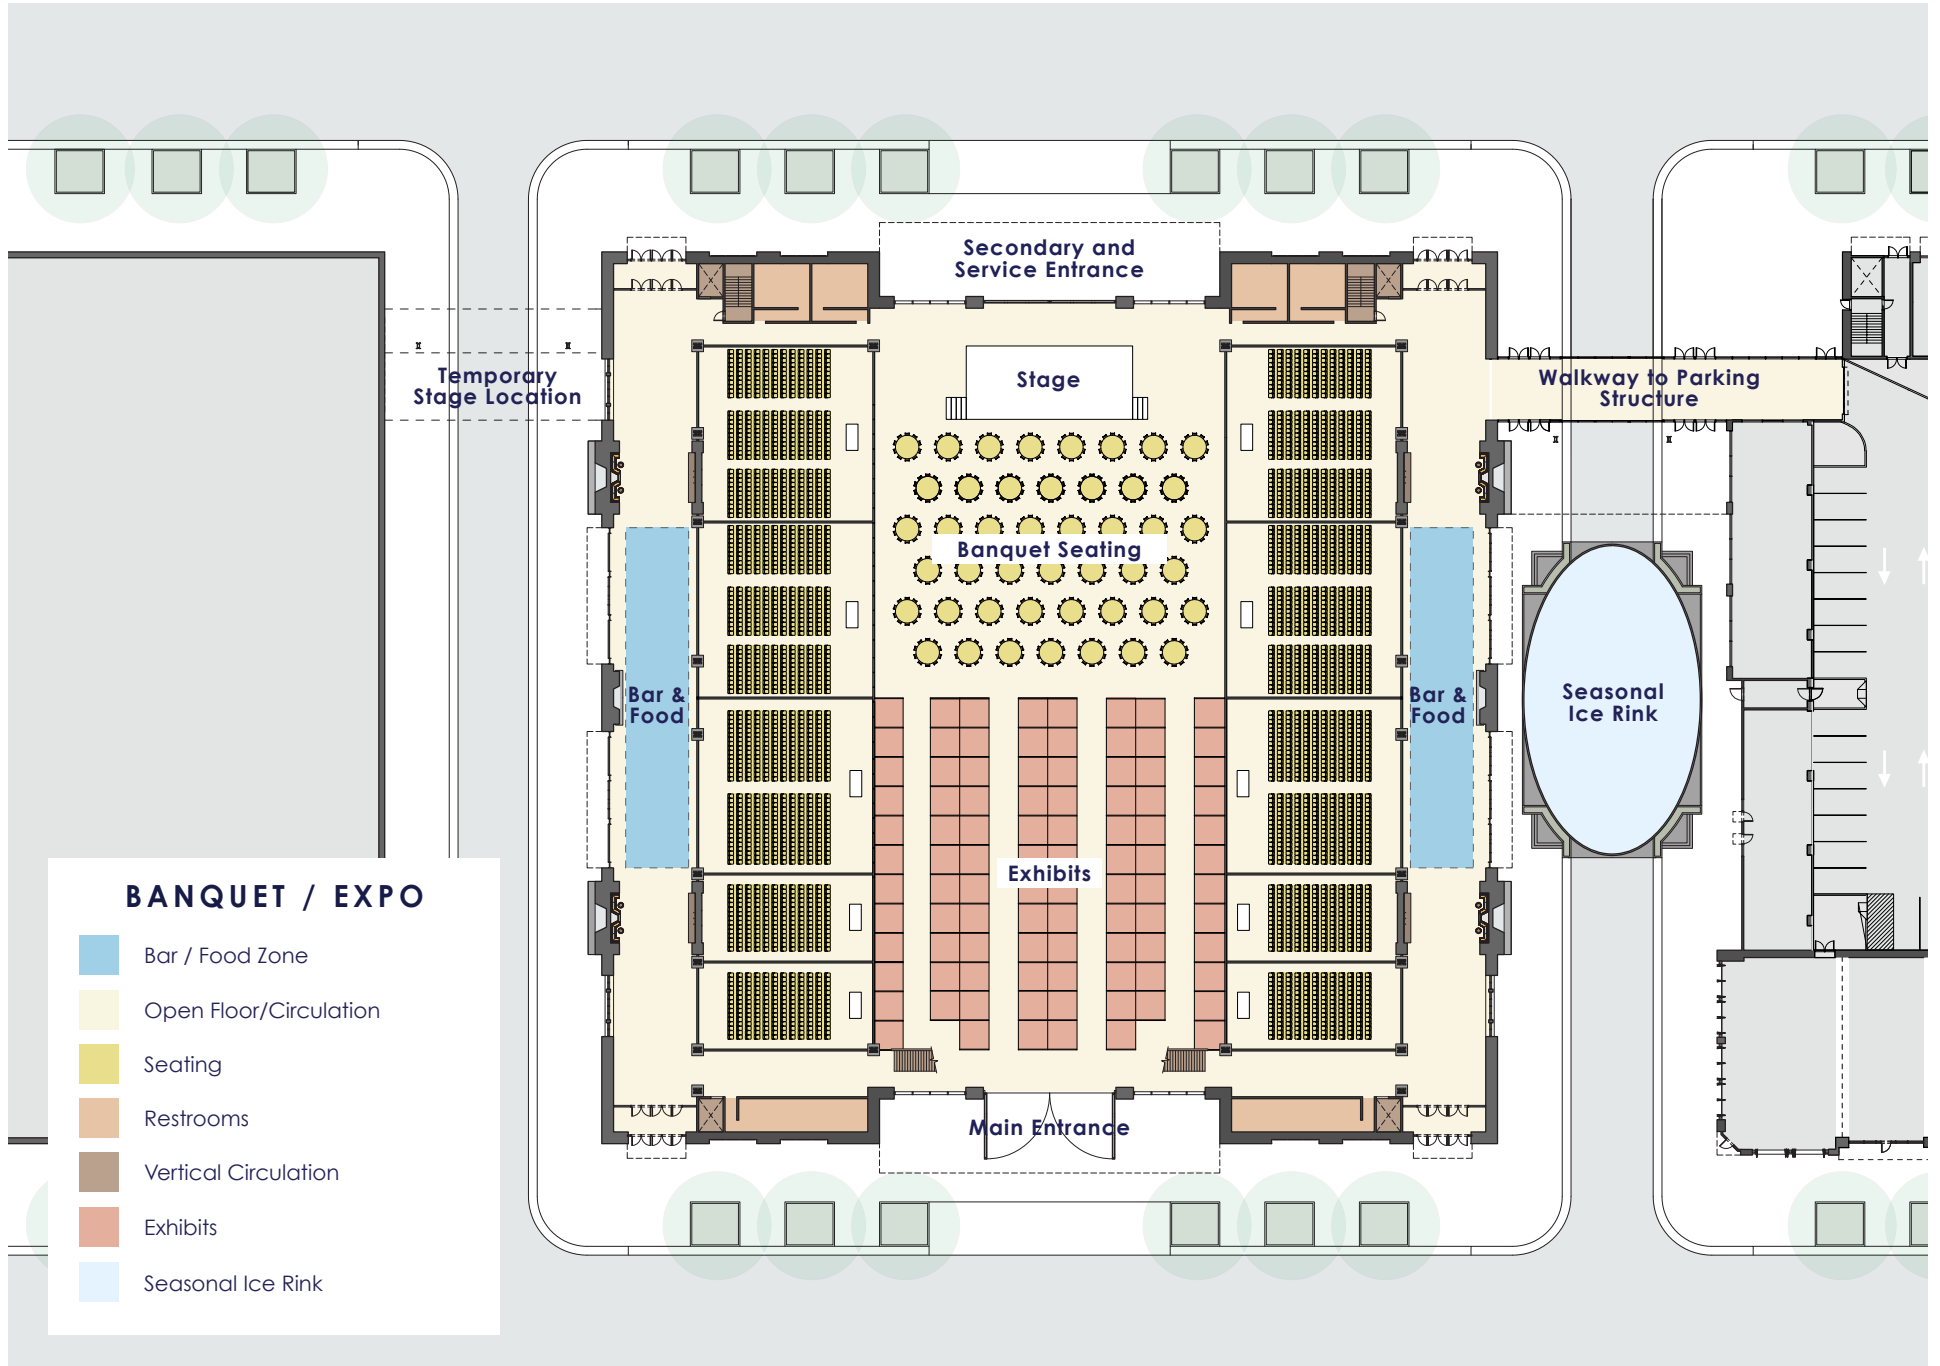 Secondary and
Service Entrance
Temporary
Stage Location
Stage
Walkway to Parking
Structure
Banquet Seating
Bar &
Food
Bar &
Food
Seasonal
Ice Rink
Exhibits
Main Entrance
BANQUET / EXPO
Bar / Food Zone
Open Floor/Circulation
Seating
Restrooms
Vertical Circulation
Exhibits
Seasonal Ice Rink